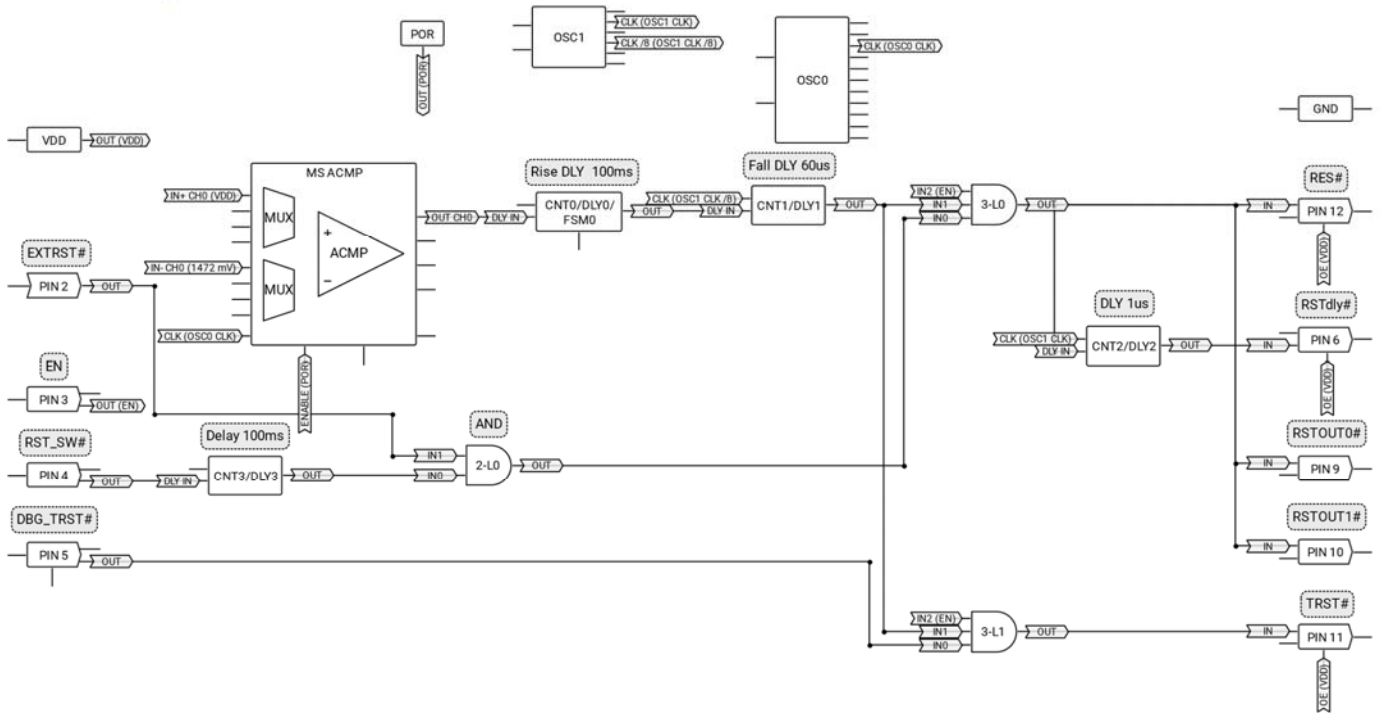 POR
OUT (POR)
OSC1
CLK (OSC1 CLK)
CLK /8 (OSC1 CLK /8)
OSC0
CLK (OSC0 CLK)
GND
VDD
OUT (VDD)
MS ACMP
IN+ CH0 (VDD)
MUX
IN- CH0 (1472 mV)
MUX
+
ACMP
−
CLK (OSC0 CLK)
ENABLE (POR)
OUT CH0
DLY IN
Rise DLY 100ms
CNT0/DLY0/
FSM0
OUT
Fall DLY 60us
CLK (OSC1 CLK /8)
DLY IN
CNT1/DLY1
OUT
IN2 (EN)
IN1
IN0
3-L0
OUT
RES#
IN
PIN 12
OE (VDD)
EXTRST#
PIN 2
OUT
DLY 1us
CLK (OSC1 CLK)
DLY IN
CNT2/DLY2
OUT
RSTdly#
IN
PIN 6
OE (VDD)
EN
PIN 3
OUT (EN)
RST_SW#
PIN 4
OUT
Delay 100ms
DLY IN
CNT3/DLY3
OUT
AND
IN1
IN0
2-L0
OUT
RSTOUT0#
IN
PIN 9
DBG_TRST#
PIN 5
OUT
RSTOUT1#
IN
PIN 10
IN2 (EN)
IN1
IN0
3-L1
OUT
TRST#
IN
PIN 11
OE (VDD)